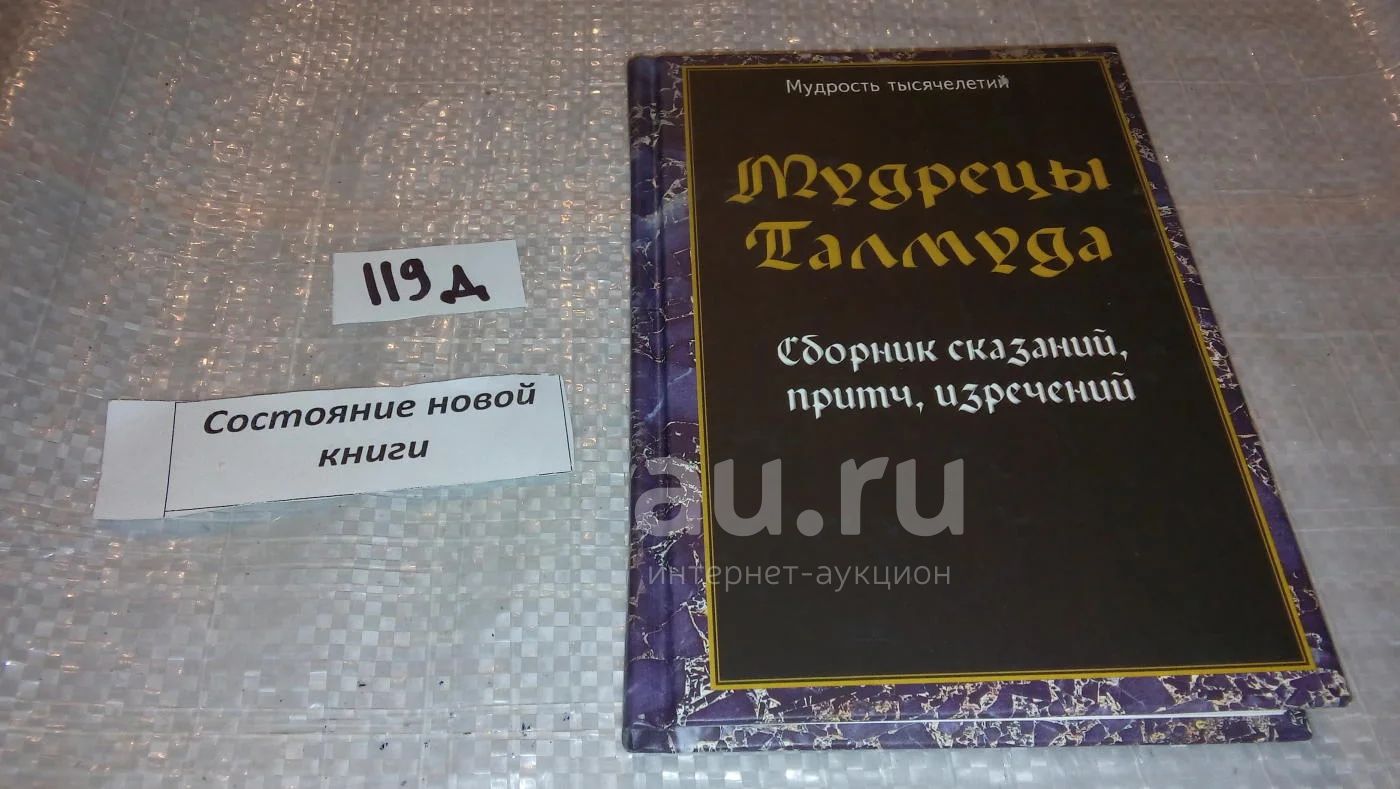 119д
Состояние новой
книги
Мудрость тысячелетий
Мудрецы
Талмуда
Сборник сказаний,
притч, изречений
au.ru
интернет-аукцион